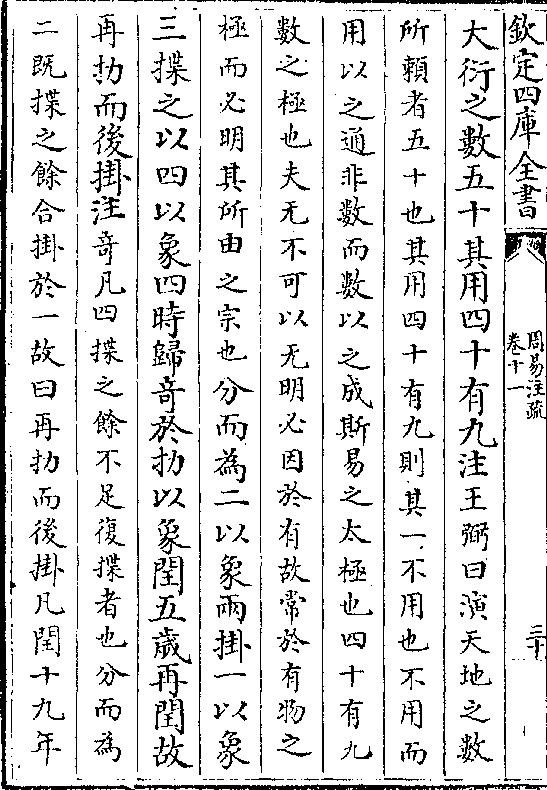 欽定四庫全書
周易注疏
卷十一
三十
大衍之數五十其用四十有九注王弼曰演天地之數
所頼者五十也其用四十有九則其一不用也不用而
用以之通非數而數以之成斯易之太極也四十有九
數之極也夫无不可以无明必因於有故常於有物之
極而必明其所由之宗也分而為二以象兩掛一以象
三揲之以四以象四時歸奇於扐以象閏五歲再閏故
再扐而後掛注奇凡四揲之餘不足復揲者也分而為
二既揲之餘合掛於一故曰再扐而後掛凡閏十九年